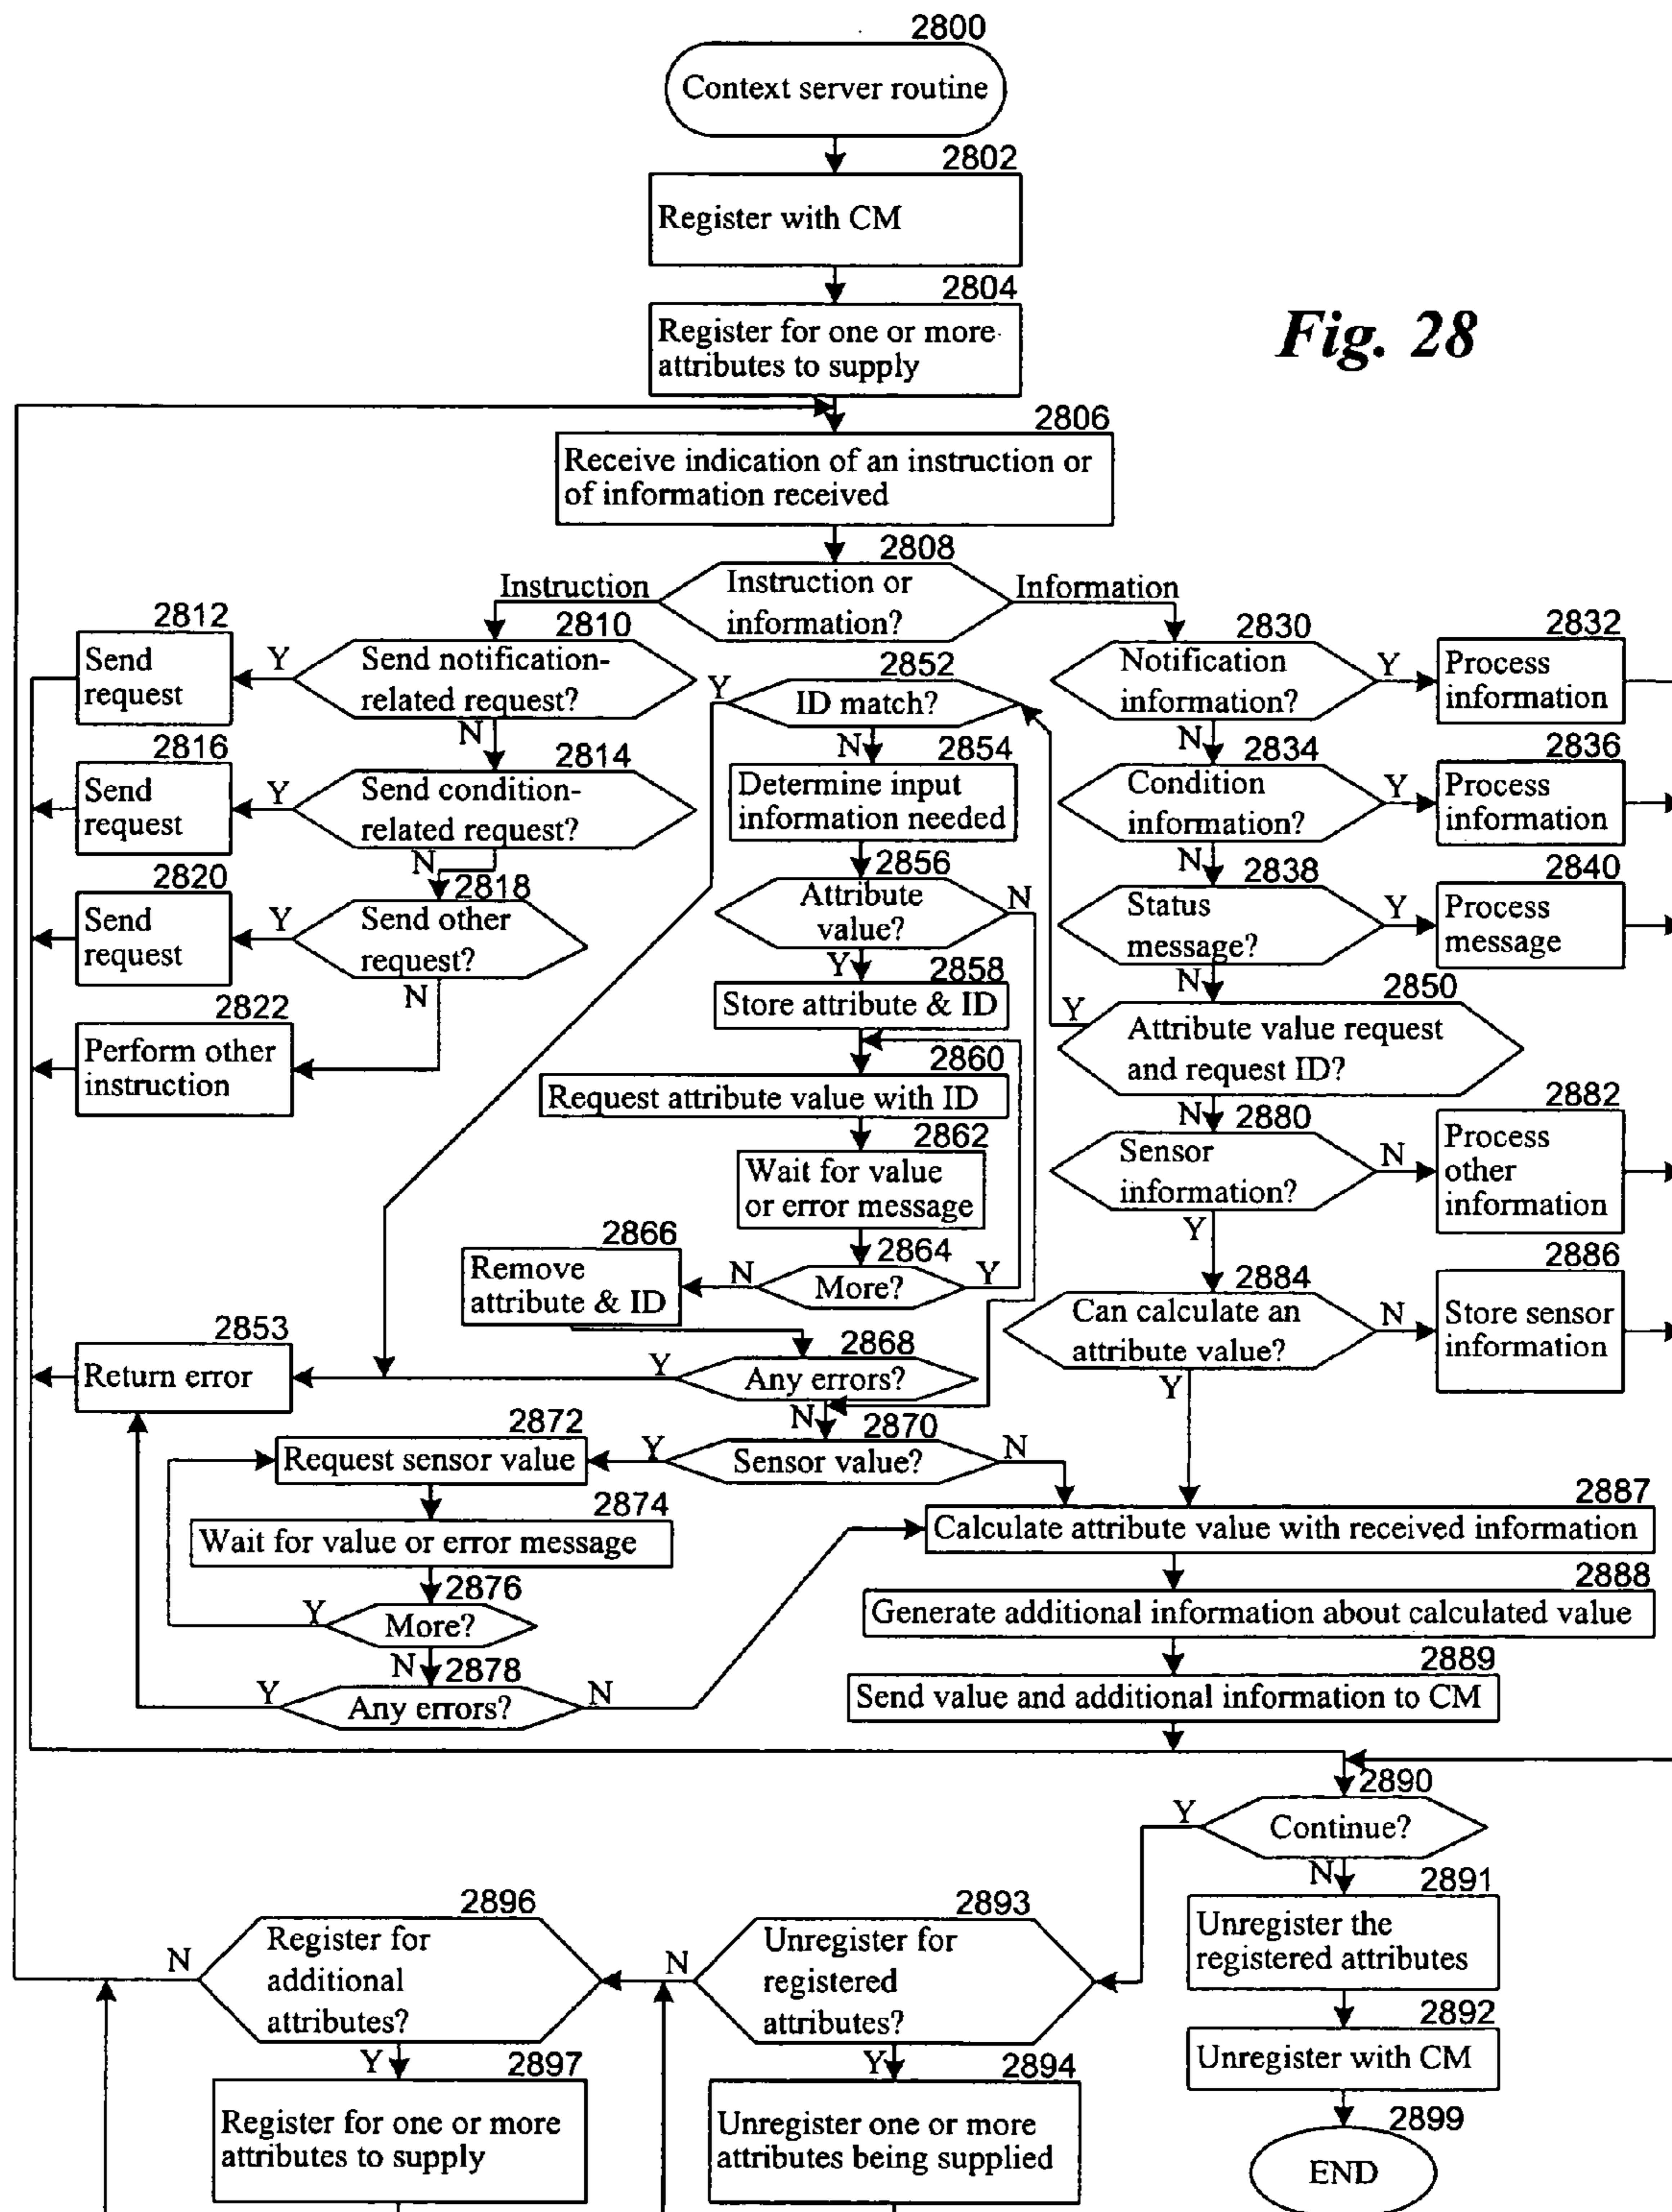 2800
Context server routine
2802
Register with CM
2804
Register for one or more
attributes to supply
Fig. 28
2806
Receive indication of an instruction or
of information received
2808
Instruction or
information?
Instruction
Information
2810
Send notification-
related request?
Y
N
2812
Send
request
2814
Send condition-
related request?
Y
N
2816
Send
request
2818
Send other
request?
Y
N
2820
Send
request
2822
Perform other
instruction
2830
Notification
information?
Y
N
2832
Process
information
2834
Condition
information?
Y
N
2836
Process
information
2838
Status
message?
Y
N
2840
Process
message
2850
Attribute value request
and request ID?
Y
N
2852
ID match?
Y
N
2854
Determine input
information needed
2856
Attribute
value?
N
Y
2858
Store attribute & ID
2860
Request attribute value with ID
2862
Wait for value
or error message
2864
More?
N
Y
2866
Remove
attribute & ID
2853
Return error
2868
Any errors?
Y
N
2870
Sensor value?
Y
N
2872
Request sensor value
2874
Wait for value or error message
2876
More?
Y
N
2878
Any errors?
Y
N
2880
Sensor
information?
N
Y
2882
Process
other
information
2884
Can calculate an
attribute value?
N
Y
2886
Store sensor
information
2887
Calculate attribute value with received information
2888
Generate additional information about calculated value
2889
Send value and additional information to CM
2890
Continue?
Y
N
2891
Unregister the
registered attributes
2892
Unregister with CM
2899
END
2893
Unregister for
registered
attributes?
N
Y
2894
Unregister one or more
attributes being supplied
2896
Register for
additional
attributes?
N
Y
2897
Register for one or more
attributes to supply